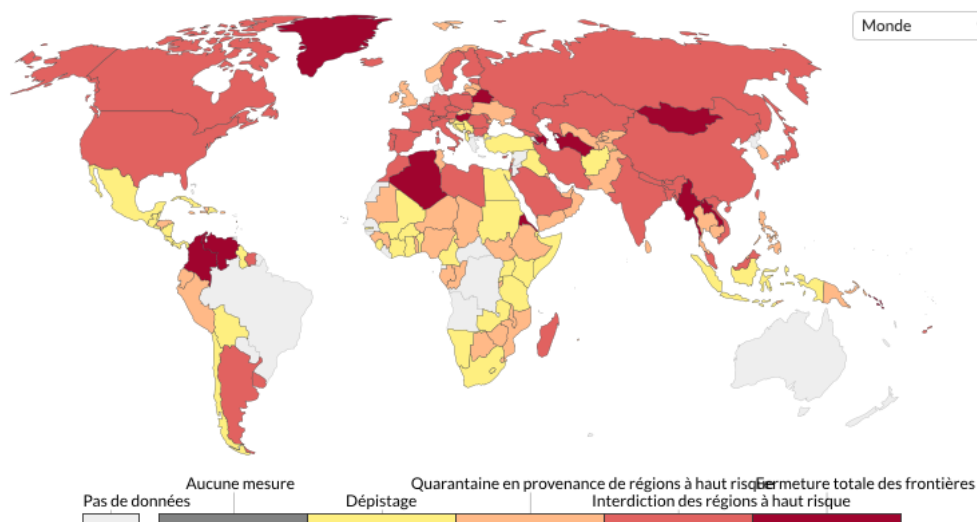 Monde
Aucune mesure
Quarantaine en provenance de régions à haut risque
Fermeture totale des frontières
Pas de données
Dépistage
Interdiction des régions à haut risque